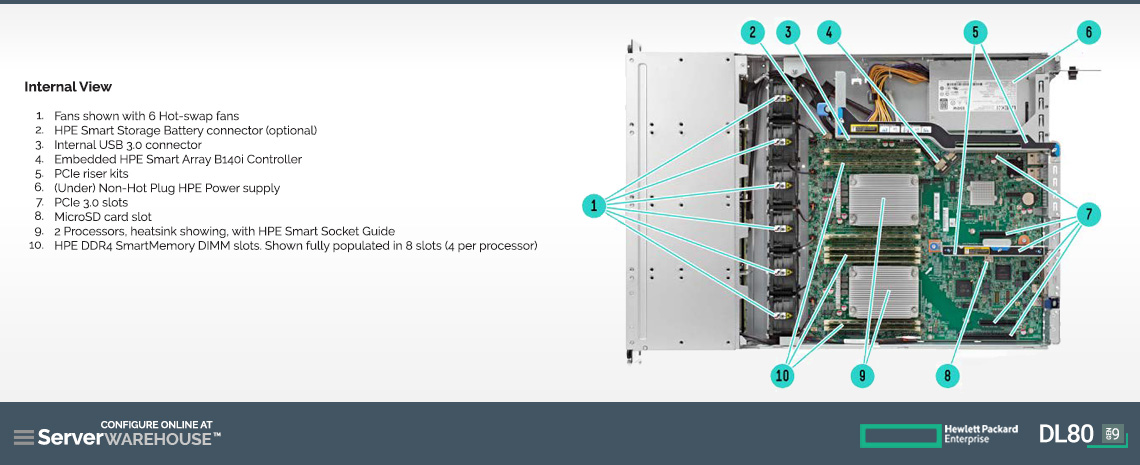 Internal View
1. Fans shown with 6 Hot-swap fans
2. HPE Smart Storage Battery connector (optional)
3. Internal USB 3.0 connector
4. Embedded HPE Smart Array B140i Controller
5. PCIe riser kits
6. (Under) Non-Hot Plug HPE Power supply
7. PCIe 3.0 slots
8. MicroSD card slot
9. 2 Processors, heatsink showing, with HPE Smart Socket Guide
10. HPE DDR4 SmartMemory DIMM slots. Shown fully populated in 8 slots (4 per processor)
2 3 4 5 6
1
7
10 9 8
CONFIGURE ONLINE AT
ServerWAREHOUSE™
Hewlett Packard
Enterprise
DL80 9